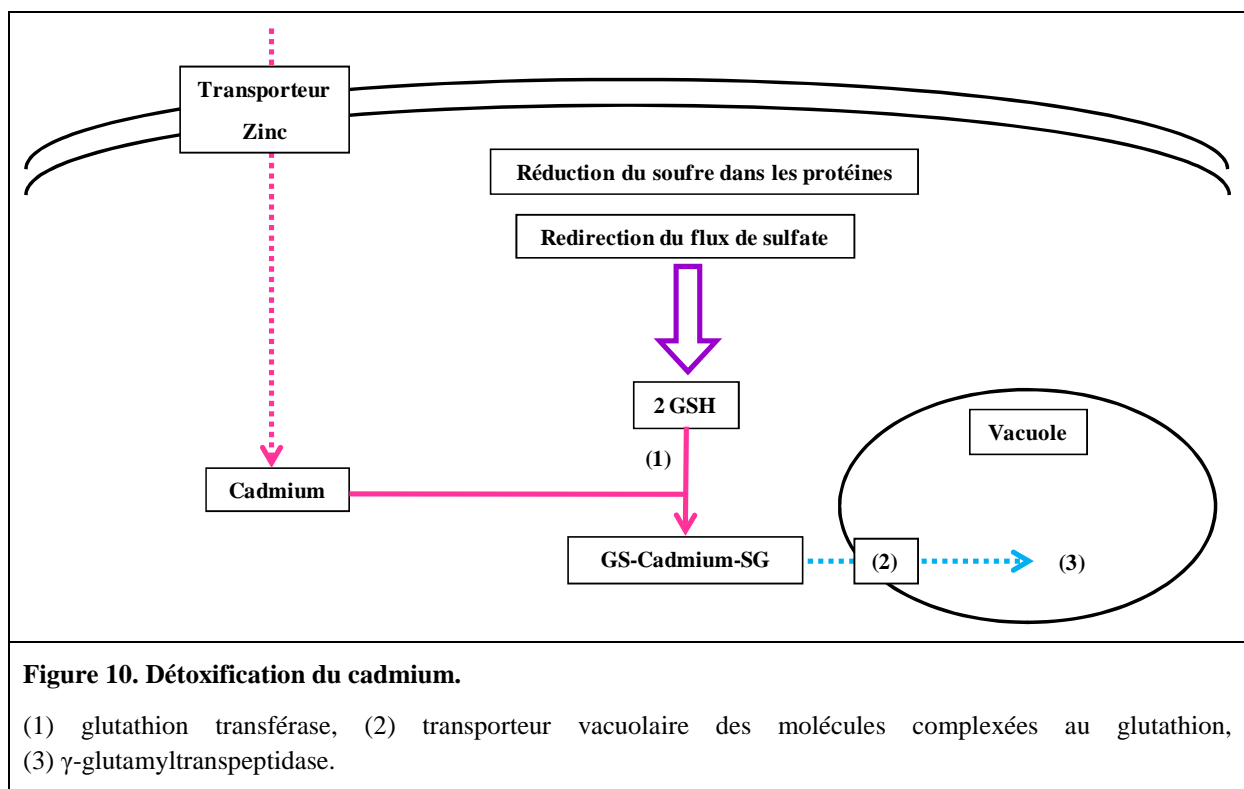 Transporteur
Zinc
Réduction du soufre dans les protéines
Redirection du flux de sulfate
2 GSH
Vacuole
(1)
Cadmium
GS-Cadmium-SG
(2)
(3)
Figure 10. Détoxification du cadmium.
(1) glutathion transférase, (2) transporteur vacuolaire des molécules complexées au glutathion,
(3) γ-glutamyltranspeptidase.